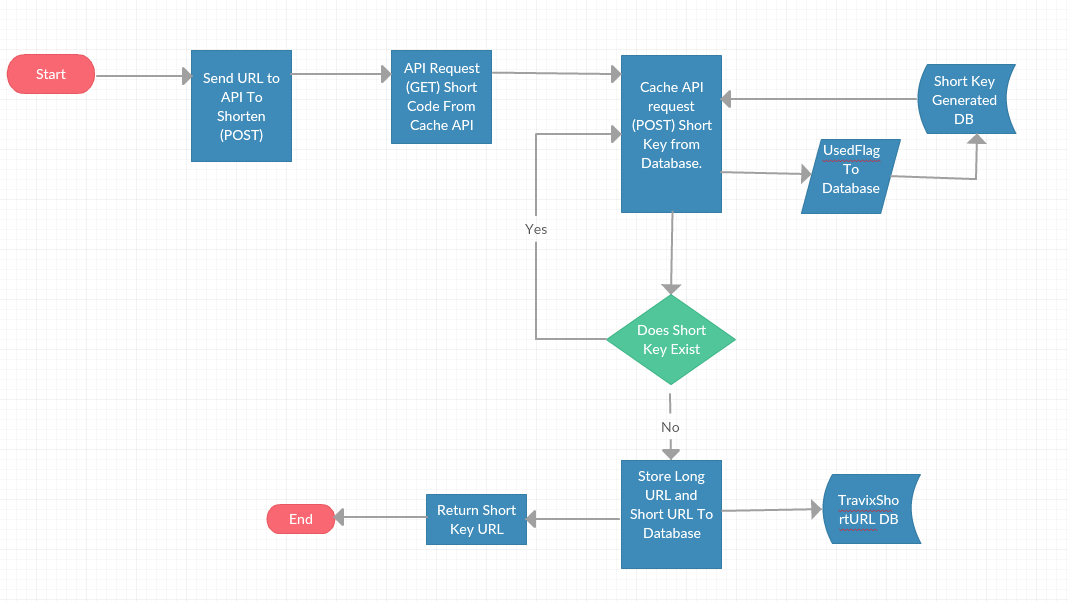 Start
Send URL to
API To
Shorten
(POST)
API Request
(GET) Short
Code From
Cache API
Cache API
request
(POST) Short
Key from
Database.
Short Key
Generated
DB
UsedFlag
To
Database
Yes
Does Short
Key Exist
No
Store Long
URL and
Short URL To
Database
TravixSho
rtURL DB
Return Short
Key URL
End